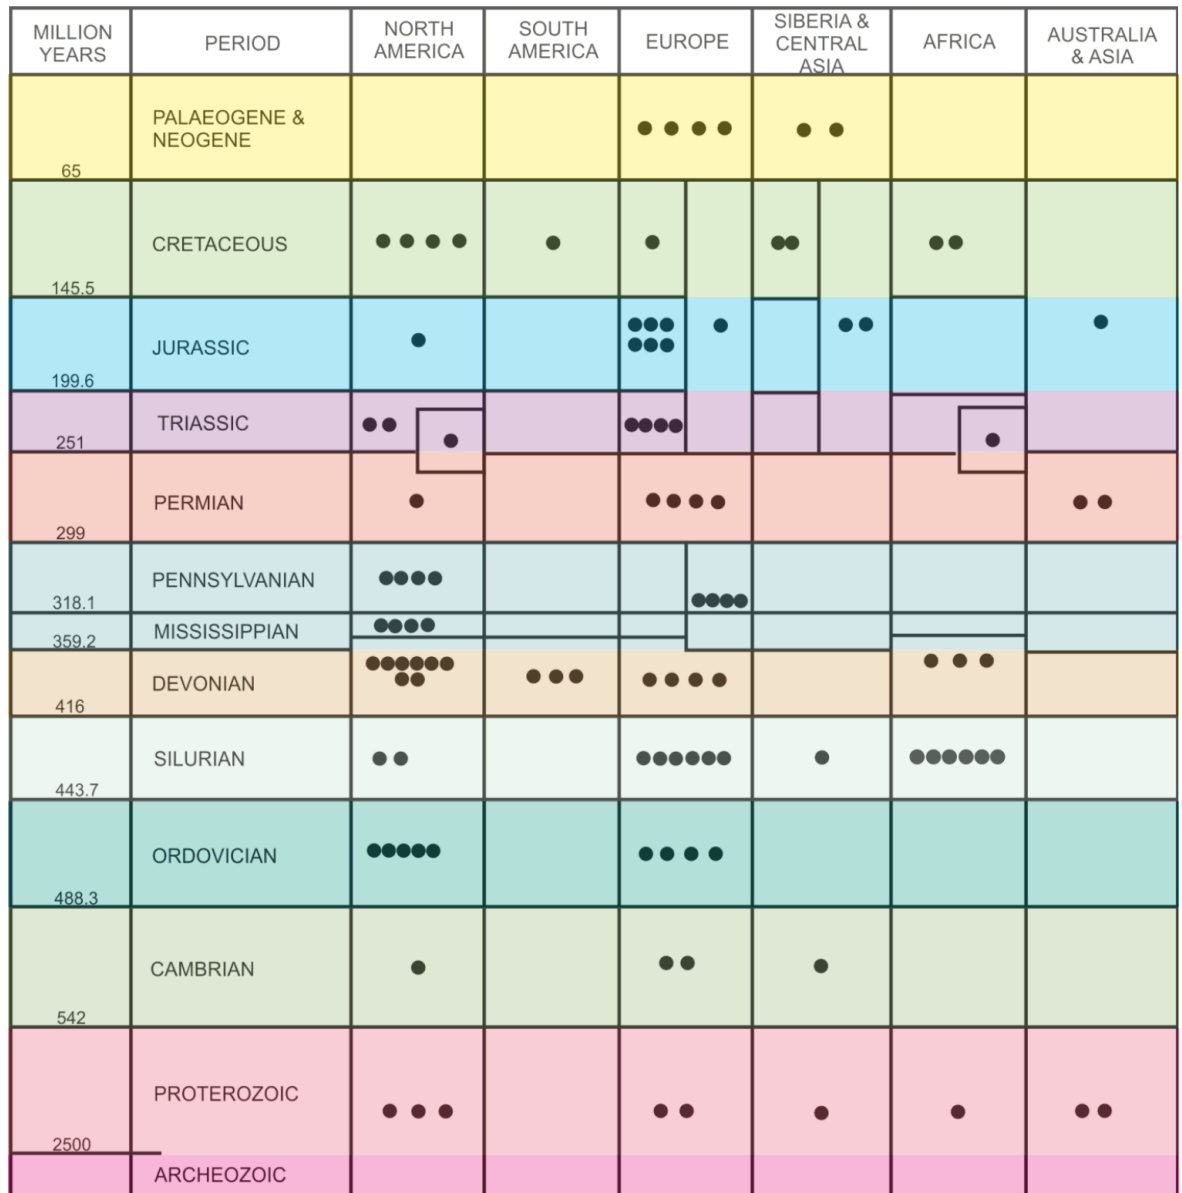 MILLION
YEARS
PERIOD
NORTH
AMERICA
SOUTH
AMERICA
EUROPE
SIBERIA &
CENTRAL
ASIA
AFRICA
AUSTRALIA
& ASIA
PALAEOGENE &
NEOGENE
65
CRETACEOUS
145.5
JURASSIC
199.6
TRIASSIC
251
PERMIAN
299
PENNSYLVANIAN
318.1
MISSISSIPPIAN
359.2
DEVONIAN
416
SILURIAN
443.7
ORDOVICIAN
488.3
CAMBRIAN
542
PROTEROZOIC
2500
ARCHEOZOIC